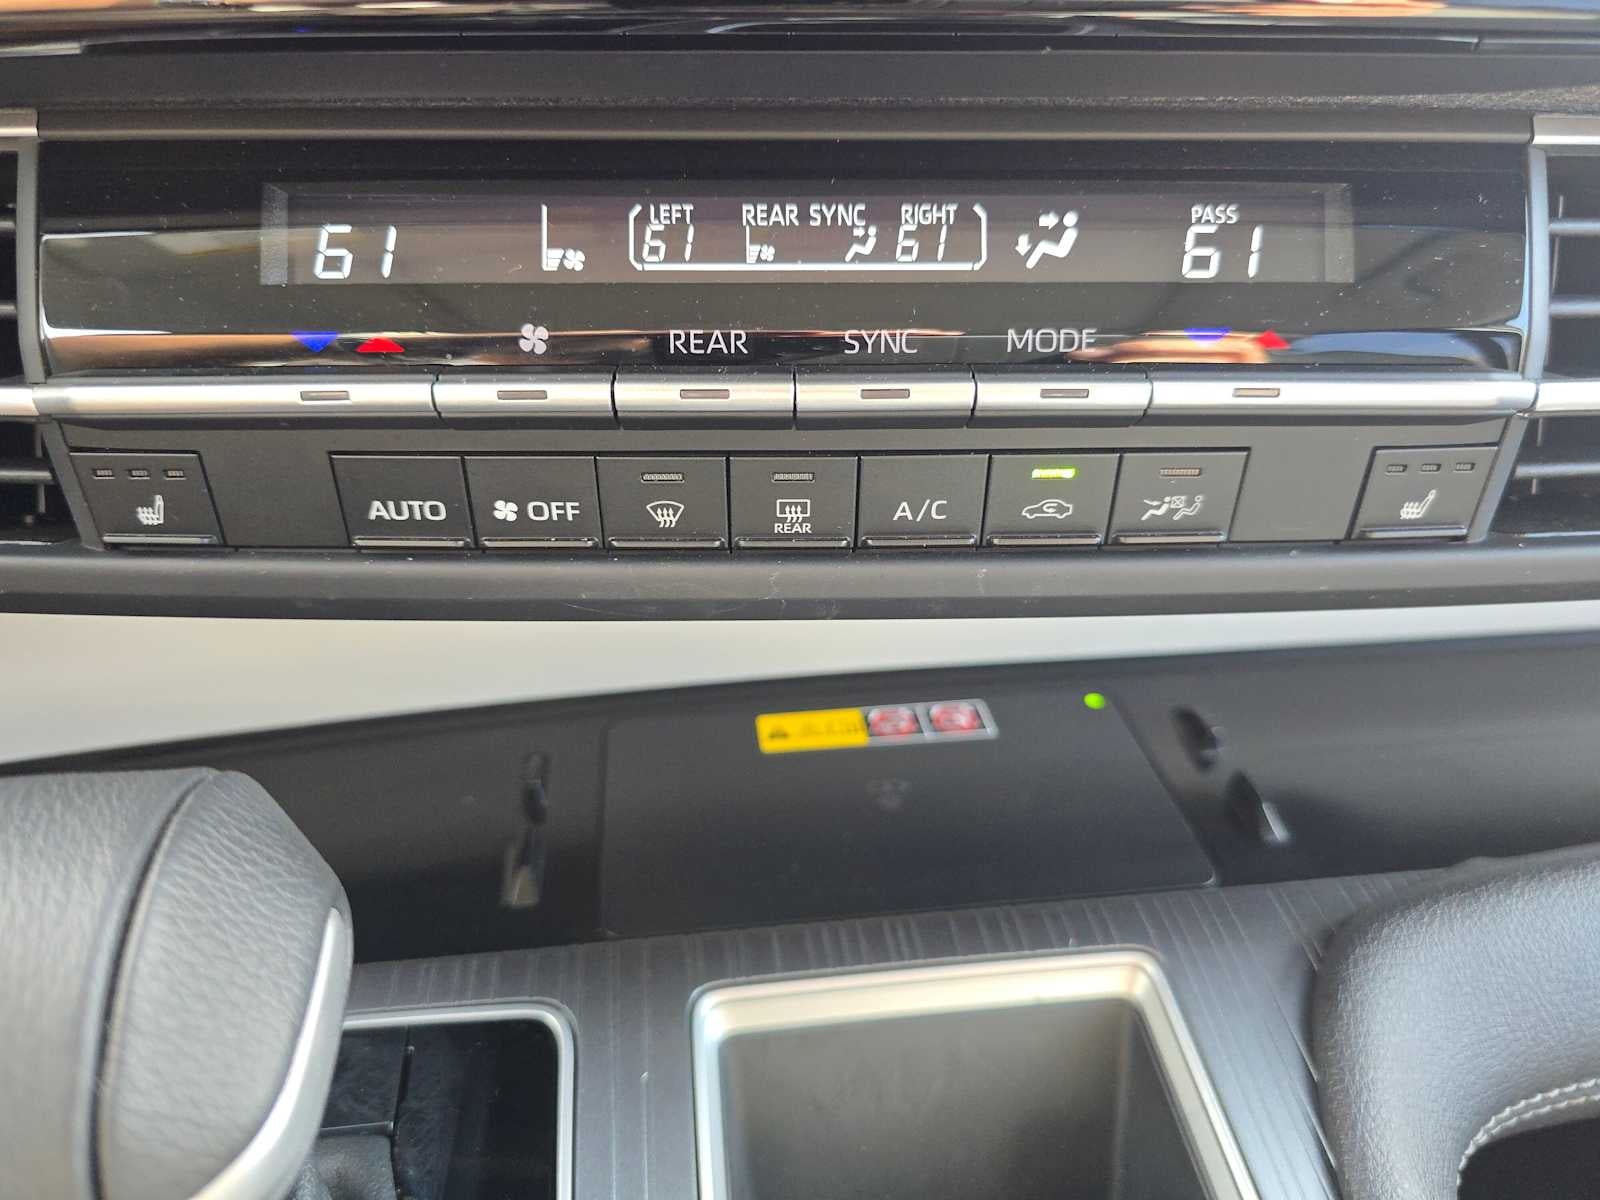 LEFT REAR SYNC RIGHT PASS
61 61 61 61
REAR SYNC MODE
AUTO OFF REAR A/C